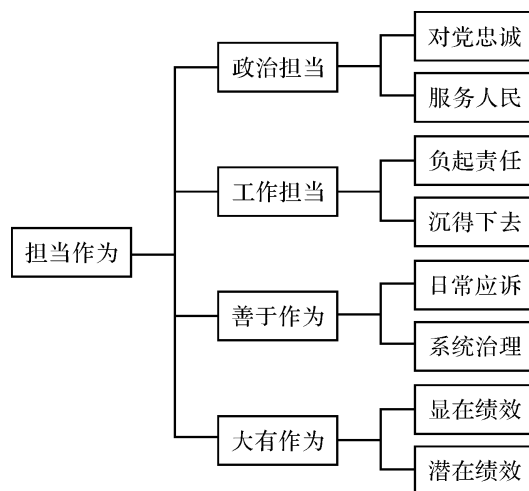 担当作为
政治担当
对党忠诚
服务人民
工作担当
负起责任
沉得下去
善于作为
日常应诉
系统治理
大有作为
显在绩效
潜在绩效